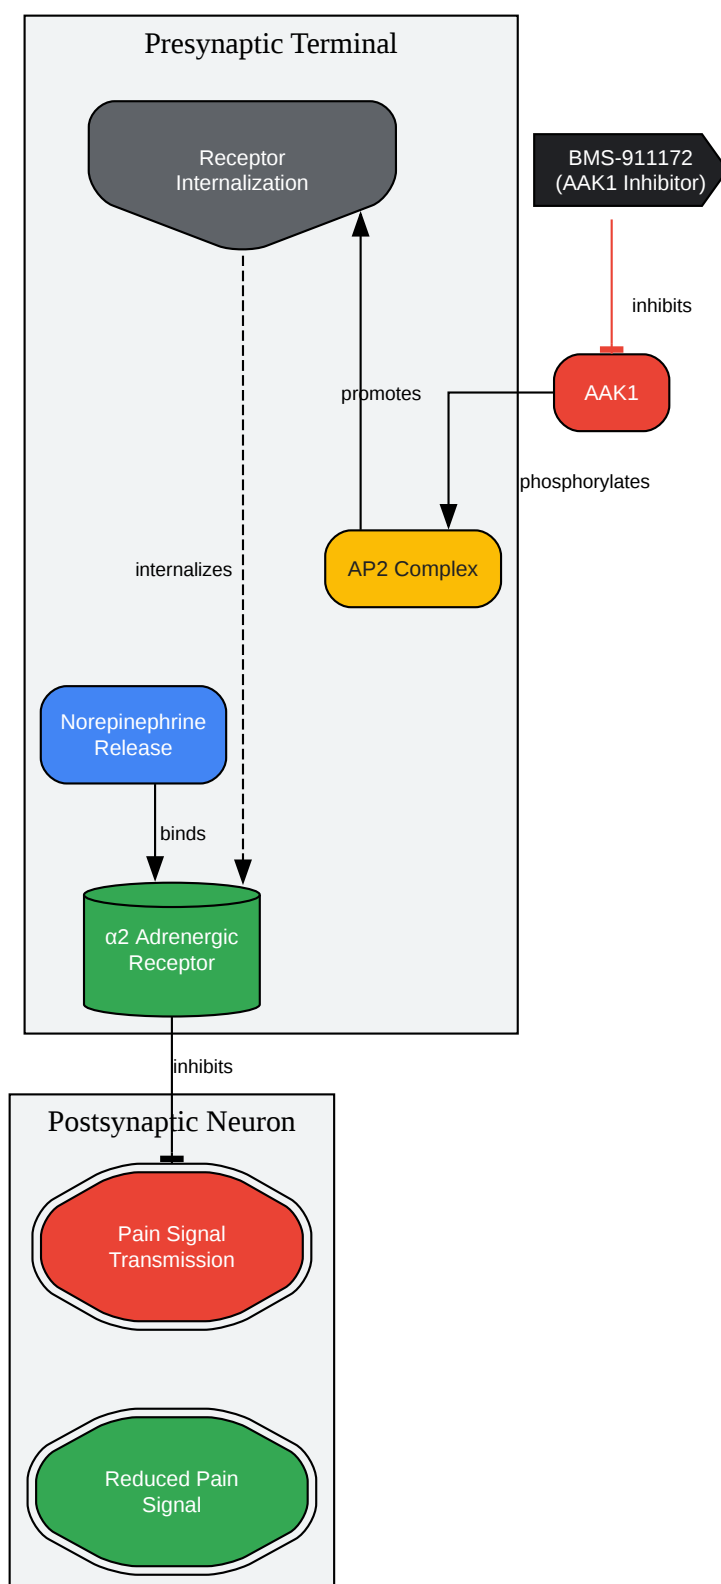 Presynaptic Terminal
Receptor
Internalization
BMS-911172
(AAK1 Inhibitor)
inhibits
AAK1
promotes
phosphorylates
internalizes
AP2 Complex
Norepinephrine
Release
binds
α2 Adrenergic
Receptor
inhibits
Postsynaptic Neuron
Pain Signal
Transmission
Reduced Pain
Signal